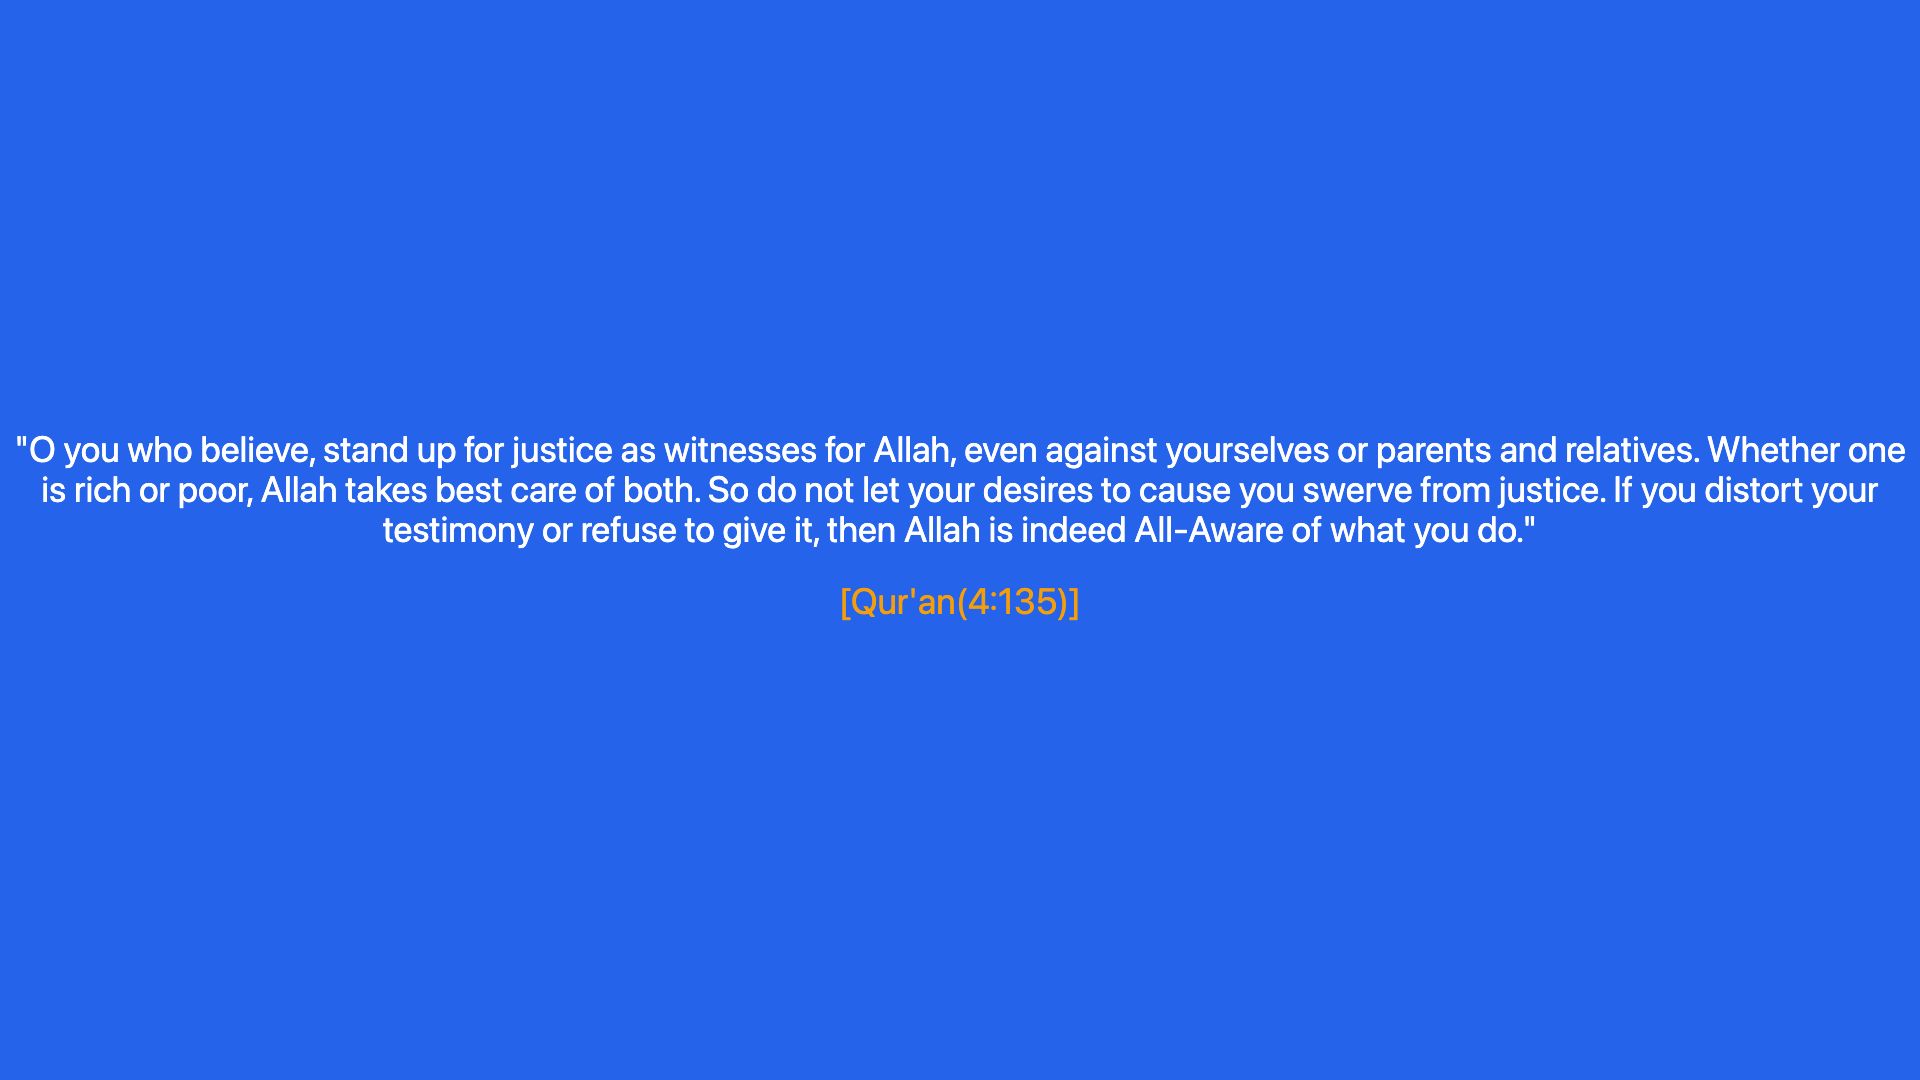 "O you who believe, stand up for justice as witnesses for Allah, even against yourselves or parents and relatives. Whether one
is rich or poor, Allah takes best care of both. So do not let your desires to cause you swerve from justice. If you distort your
testimony or refuse to give it, then Allah is indeed All-Aware of what you do."
[Qur'an(4:135)]